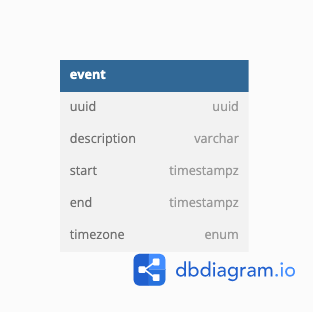 event
uuid uuid
description varchar
start timestampz
end timestampz
timezone enum
dbdiagram.io